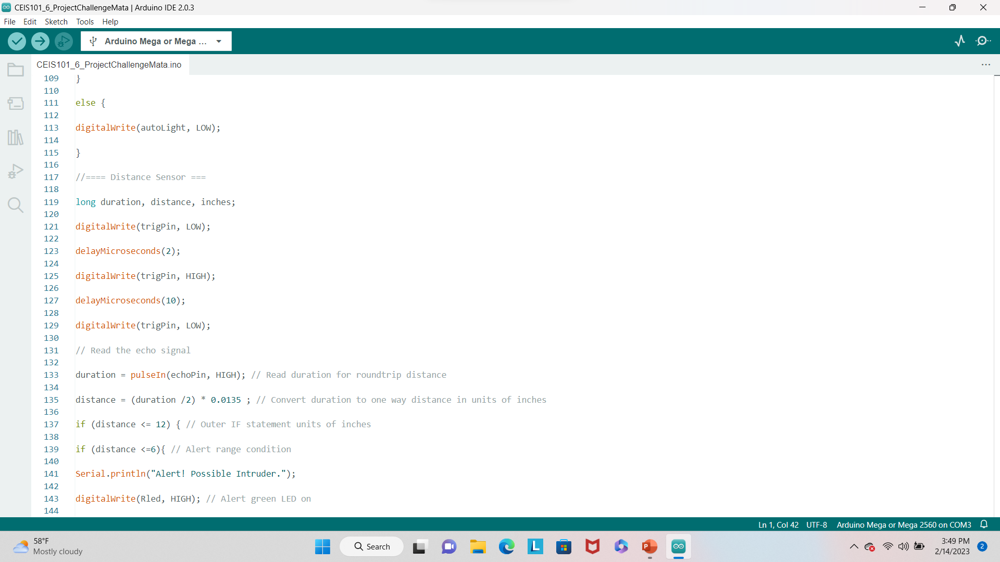 CEIS101_6_ProjectChallengeMata | Arduino IDE 2.0.3
File Edit Sketch Tools Help
Arduino Mega or Mega ...
CEIS101_6_ProjectChallengeMata.ino
109 }
110
111 else {
112
113 digitalWrite(autoLight, LOW);
114
115 }
116
117 //==== Distance Sensor ===
118
119 long duration, distance, inches;
120
121 digitalWrite(trigPin, LOW);
122
123 delayMicroseconds(2);
124
125 digitalWrite(trigPin, HIGH);
126
127 delayMicroseconds(10);
128
129 digitalWrite(trigPin, LOW);
130
131 // Read the echo signal
132
133 duration = pulseIn(echoPin, HIGH); // Read duration for roundtrip distance
134
135 distance = (duration /2) * 0.0135 ; // Convert duration to one way distance in units of inches
136
137 if (distance <= 12) { // Outer IF statement units of inches
138
139 if (distance <=6){ // Alert range condition
140
141 Serial.println("Alert! Possible Intruder.");
142
143 digitalWrite(Rled, HIGH); // Alert green LED on
144
Ln 1, Col 42 UTF-8 Arduino Mega or Mega 2560 on COM3
58°F
Mostly cloudy
Search
L
P
3:49 PM
2/14/2023
2